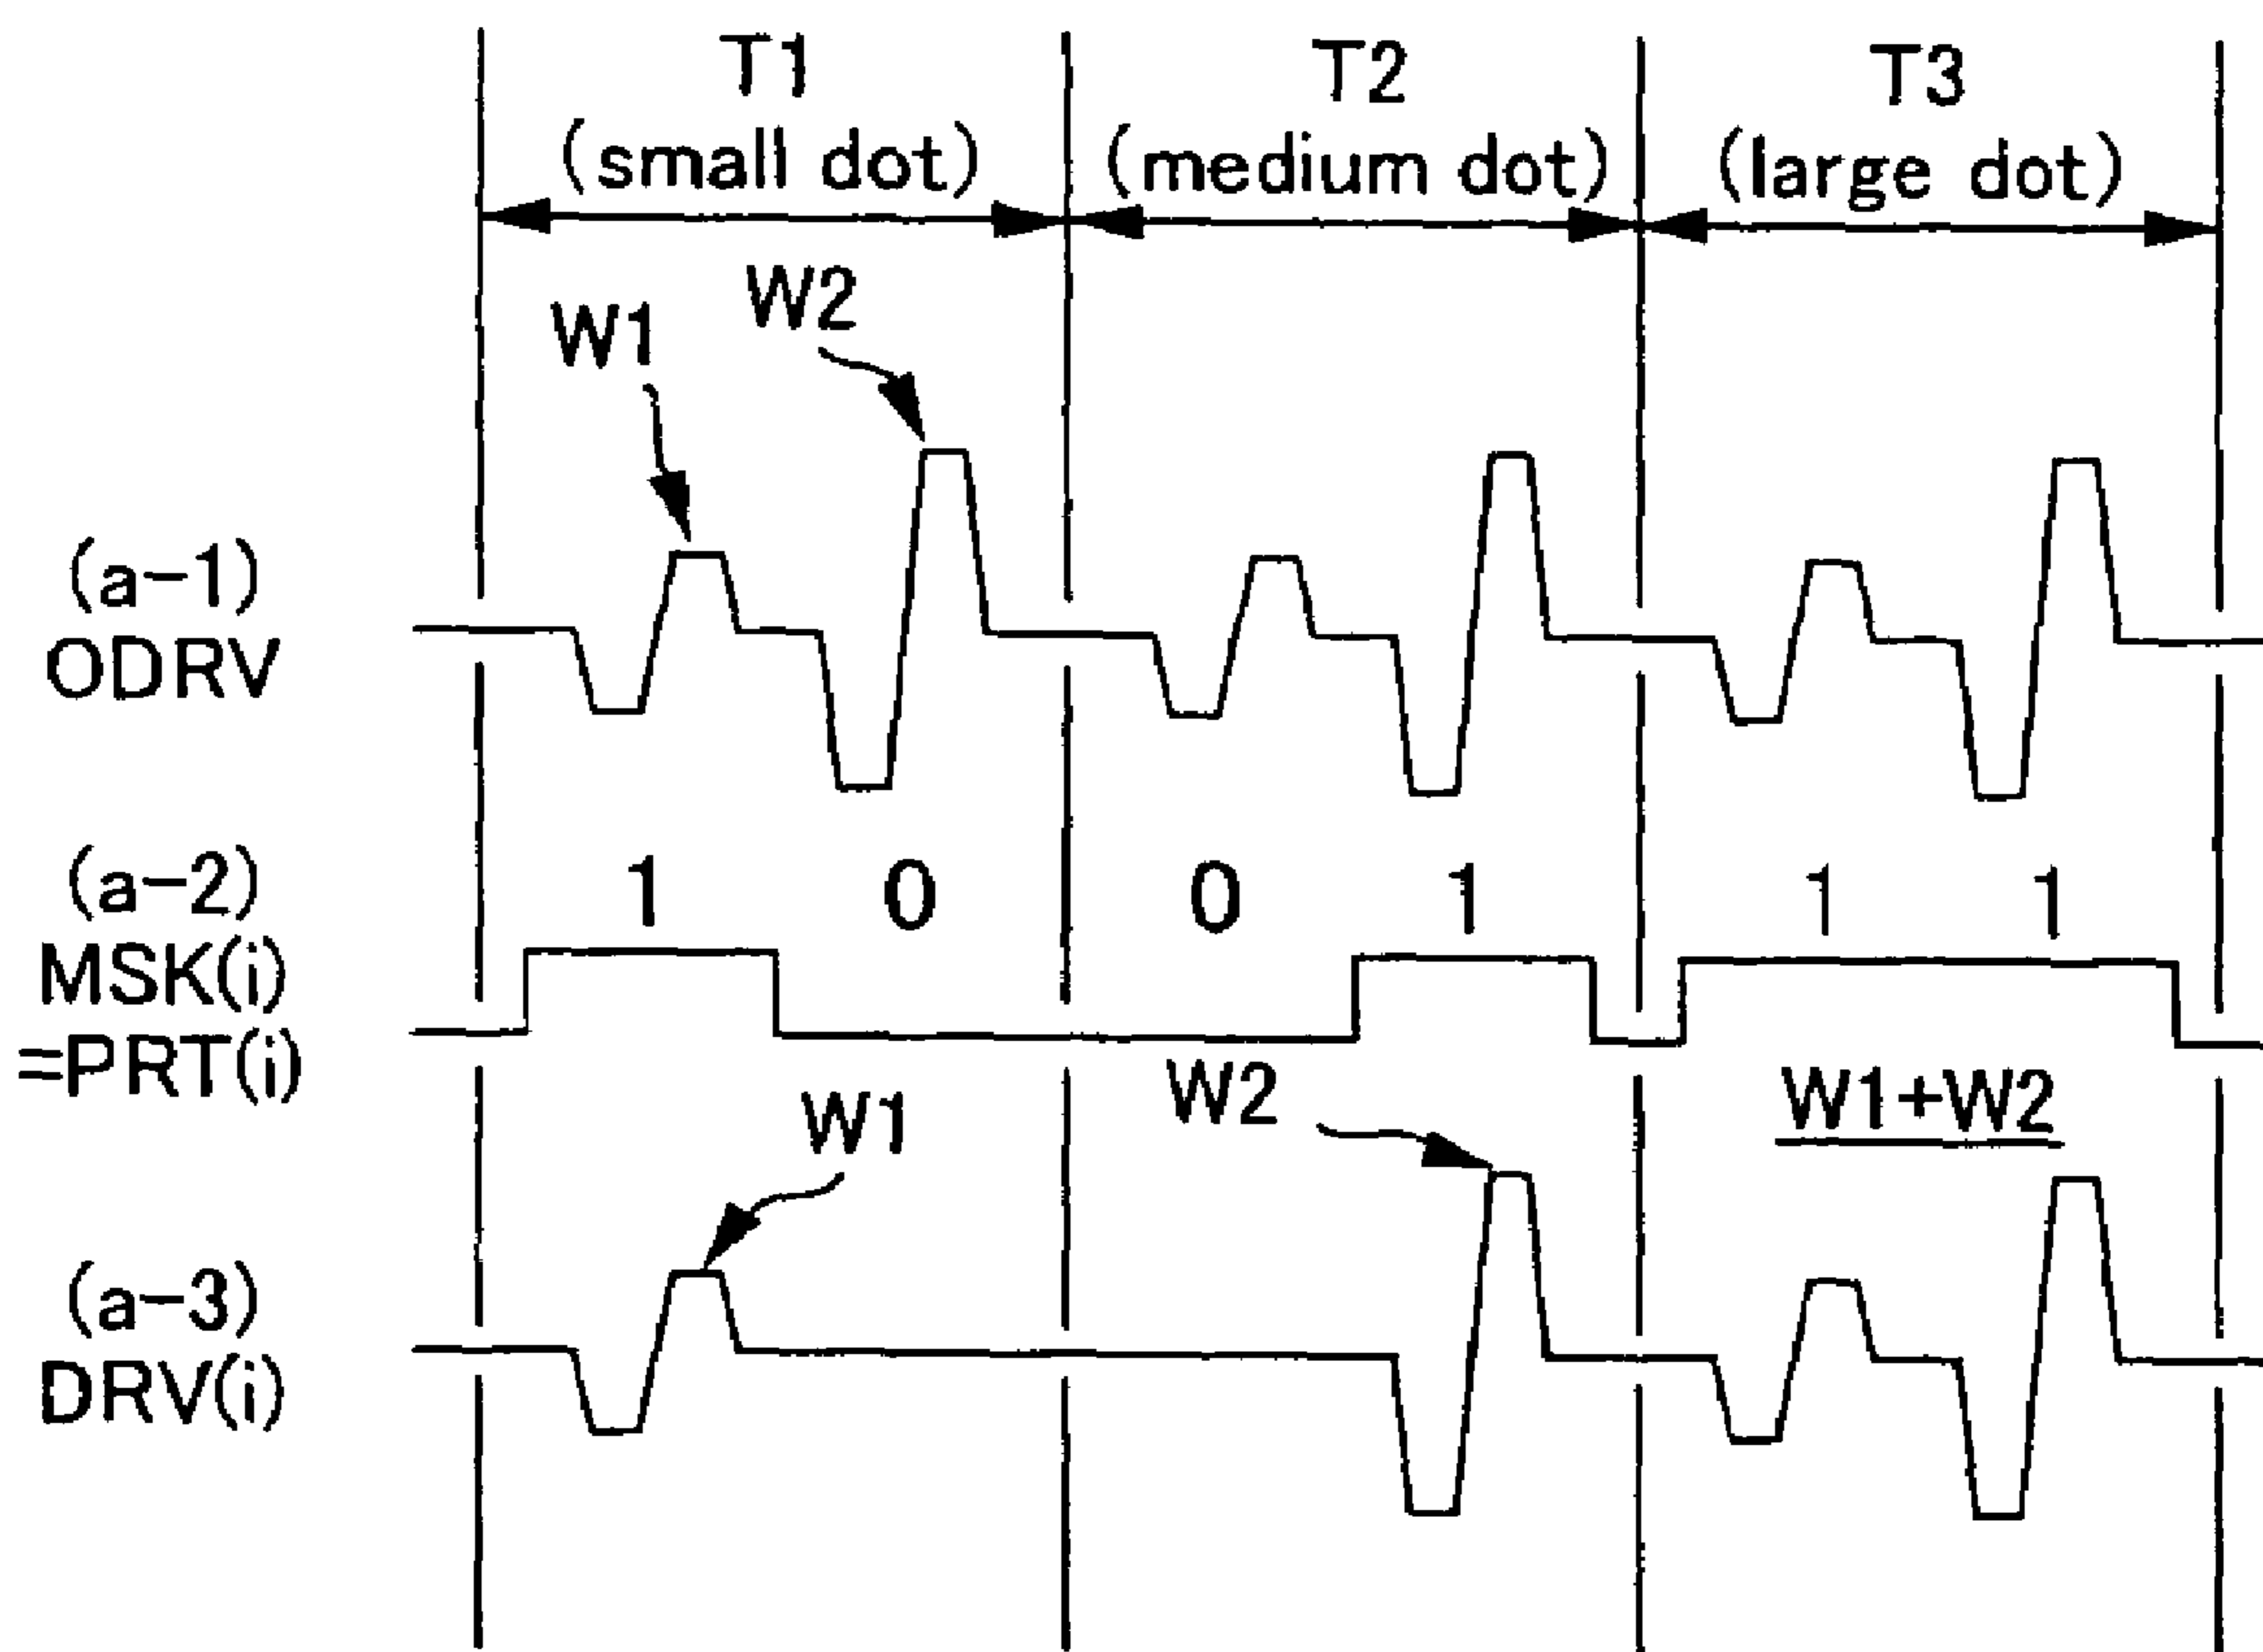 T1 T2 T3
(small dot) (medium dot) (large dot)
W1 W2
(a-1)
ODRV
(a-2) 1 0 0 1 1 1
MSK(i)
=PRT(i)
W1 W2 W1+W2
(a-3)
DRV(i)